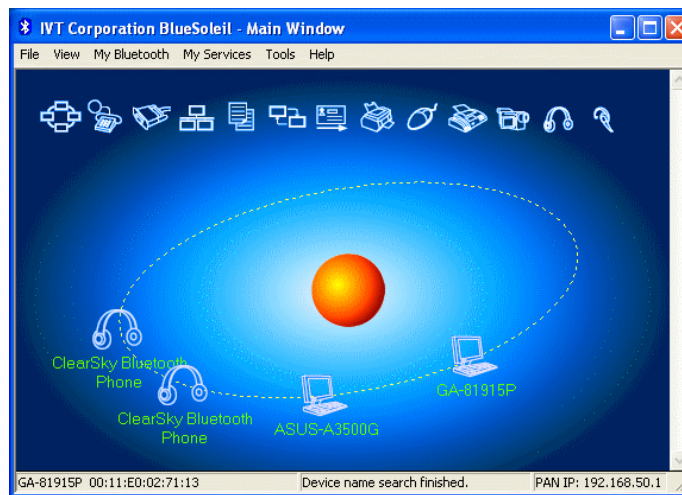 IVT Corporation BlueSoleil - Main Window
File View My Bluetooth My Services Tools Help
ClearSky Bluetooth
Phone
ClearSky Bluetooth
Phone
ASUS-A3500G
GA-81915P
GA-81915P 00:11:E0:02:71:13 Device name search finished. PAN IP: 192.168.50.1